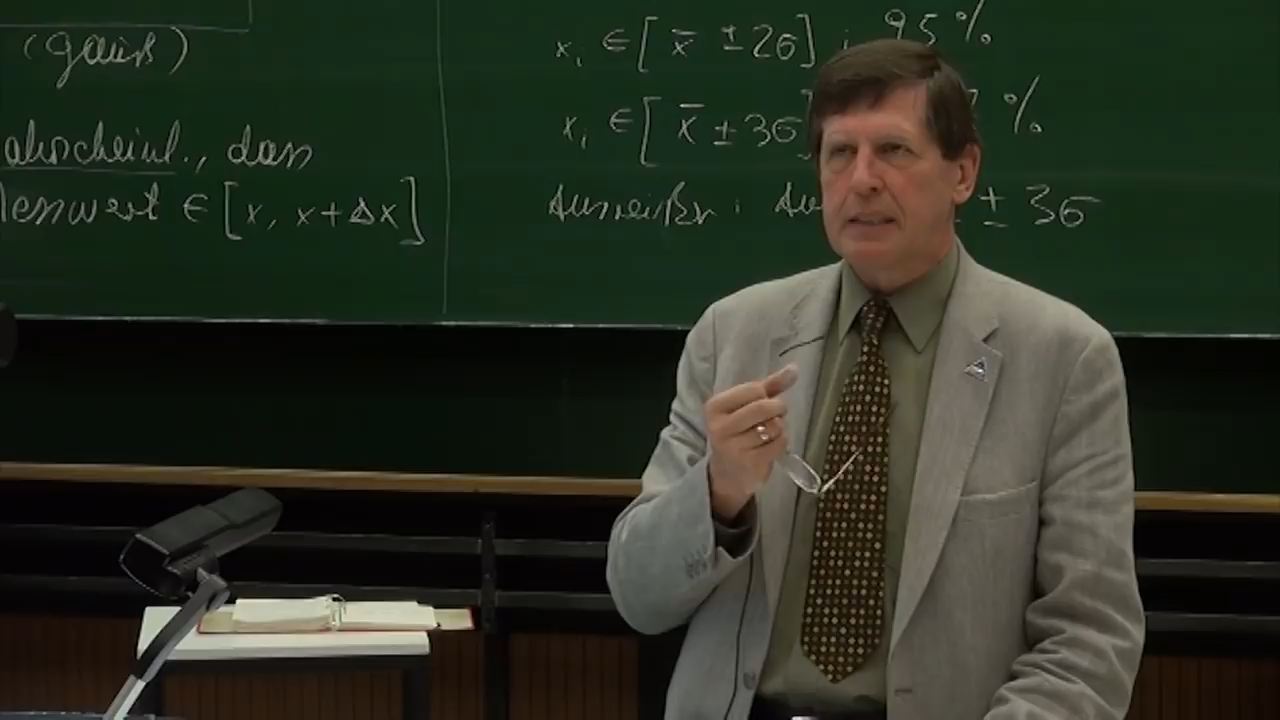 (Gauß)
ahrscheinl., dass
esswert ∈ [x, x+Δx]
xᵢ ∈ [x̄ ± 2σ] : 95%
xᵢ ∈ [x̄ ± 3σ] %
Ausreißer : ± 3σ